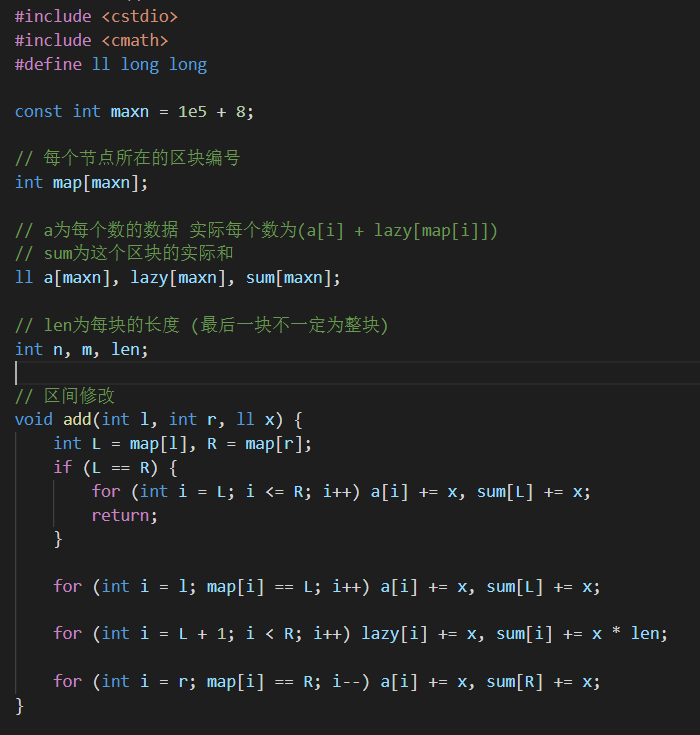 #include <cstdio>
#include <cmath>
#define ll long long
const int maxn = 1e5 + 8;
// 每个节点所在的区块编号
int map[maxn];
// a为每个数的数据 实际每个数为(a[i] + lazy[map[i]])
// sum为这个区块的实际和
ll a[maxn], lazy[maxn], sum[maxn];
// len为每块的长度 (最后一块不一定为整块)
int n, m, len;
// 区间修改
void add(int l, int r, ll x) {
    int L = map[l], R = map[r];
    if (L == R) {
        for (int i = L; i <= R; i++) a[i] += x, sum[L] += x;
        return;
    }
    for (int i = l; map[i] == L; i++) a[i] += x, sum[L] += x;
    for (int i = L + 1; i < R; i++) lazy[i] += x, sum[i] += x * len;
    for (int i = r; map[i] == R; i--) a[i] += x, sum[R] += x;
}